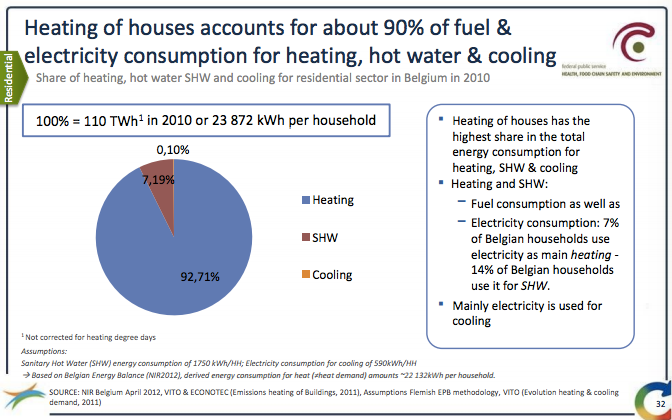 Heating of houses accounts for about 90% of fuel &
electricity consumption for heating, hot water & cooling
Share of heating, hot water SHW and cooling for residential sector in Belgium in 2010
Residential
federal public service
HEALTH, FOOD CHAIN SAFETY AND ENVIRONMENT
100% = 110 TWh¹ in 2010 or 23 872 kWh per household
0,10%
7,19%
92,71%
Heating
SHW
Cooling
▪ Heating of houses has the
highest share in the total
energy consumption for
heating, SHW & cooling
▪ Heating and SHW:
– Fuel consumption as well as
– Electricity consumption: 7%
of Belgian households use
electricity as main heating -
14% of Belgian households
use it for SHW.
▪ Mainly electricity is used for
cooling
¹ Not corrected for heating degree days
Assumptions:
Sanitary Hot Water (SHW) energy consumption of 1750 kWh/HH; Electricity consumption for cooling of 590kWh/HH
→ Based on Belgian Energy Balance (NIR2012), derived energy consumption for heat (≠heat demand) amounts ~22 132kWh per household.
SOURCE: NIR Belgium April 2012, VITO & ECONOTEC (Emissions heating of Buildings, 2011), Assumptions Flemish EPB methodology, VITO (Evolution heating & cooling
demand, 2011)
32